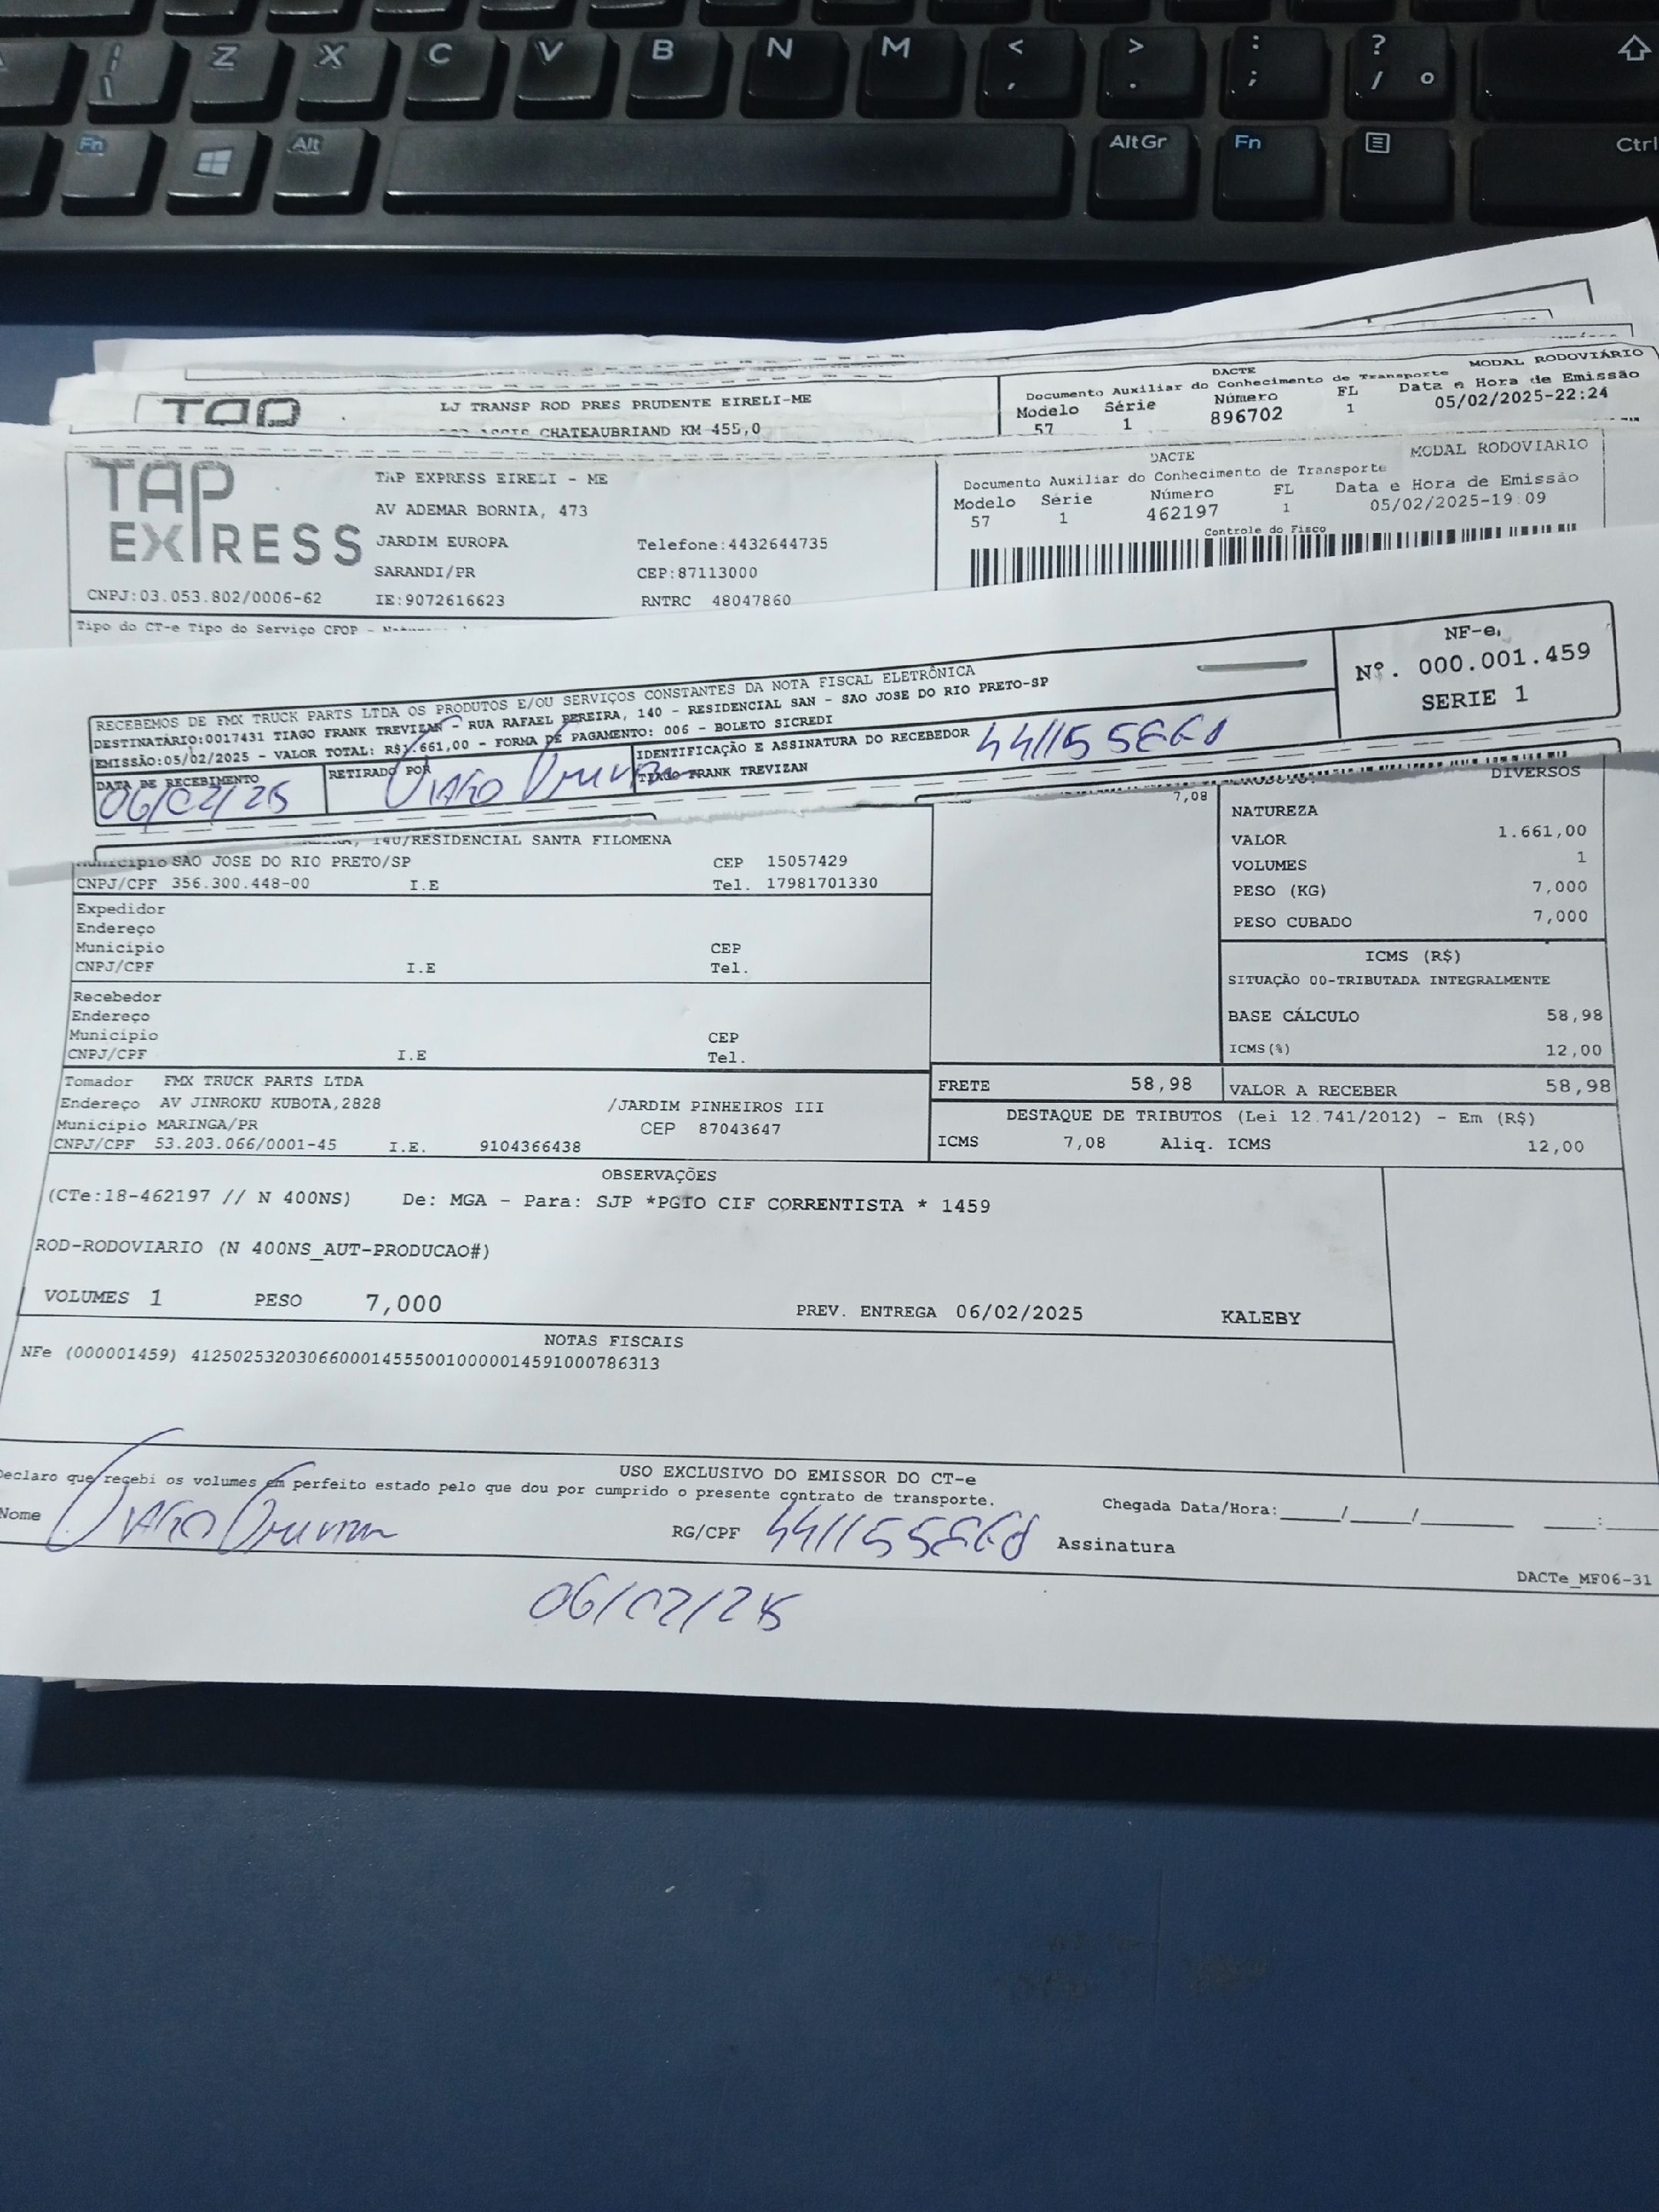 Z X C V B N M < , > . : ; ? / °
Fn Alt AltGr Fn Ctrl
LJ TRANSP ROD PRES PRUDENTE EIRELI-ME
CHATEAUBRIAND KM 455,0
DACTE
MODAL RODOVIÁRIO
Documento Auxiliar do Conhecimento de Transporte
Modelo Série Número FL Data e Hora de Emissão
57 1 896702 1 05/02/2025-22:24
TAP EXPRESS
TAP EXPRESS EIRELI - ME
AV ADEMAR BORNIA, 473
JARDIM EUROPA Telefone:4432644735
SARANDI/PR CEP:87113000
CNPJ:03.053.802/0006-62 IE:9072616623 RNTRC 48047860
DACTE
MODAL RODOVIARIO
Documento Auxiliar do Conhecimento de Transporte
Modelo Série Número FL Data e Hora de Emissão
57 1 462197 1 05/02/2025-19:09
Controle do Fisco
Tipo do CT-e Tipo do Serviço CFOP -
RECEBEMOS DE FMX TRUCK PARTS LTDA OS PRODUTOS E/OU SERVIÇOS CONSTANTES DA NOTA FISCAL ELETRÔNICA
DESTINATÁRIO:0017431 TIAGO FRANK TREVIZAN - RUA RAFAEL PEREIRA, 140 - RESIDENCIAL SAN - SAO JOSE DO RIO PRETO-SP
EMISSÃO:05/02/2025 - VALOR TOTAL: R$1.661,00 - FORMA DE PAGAMENTO: 006 - BOLETO SICREDI
NF-e
Nº. 000.001.459
SERIE 1
DATA DE RECEBIMENTO RETIRADO POR IDENTIFICAÇÃO E ASSINATURA DO RECEBEDOR
06/02/25 TIAGO FRANK TREVIZAN
140/RESIDENCIAL SANTA FILOMENA
Município SAO JOSE DO RIO PRETO/SP CEP 15057429
CNPJ/CPF 356.300.448-00 I.E Tel. 17981701330
Expedidor
Endereço
Município CEP
CNPJ/CPF I.E Tel.
Recebedor
Endereço
Município CEP
CNPJ/CPF I.E Tel.
7,08
DIVERSOS
NATUREZA
VALOR 1.661,00
VOLUMES 1
PESO (KG) 7,000
PESO CUBADO 7,000
ICMS (R$)
SITUAÇÃO 00-TRIBUTADA INTEGRALMENTE
BASE CÁLCULO 58,98
ICMS(%) 12,00
Tomador FMX TRUCK PARTS LTDA
Endereço AV JINROKU KUBOTA,2828 /JARDIM PINHEIROS III
Município MARINGA/PR CEP 87043647
CNPJ/CPF 53.203.066/0001-45 I.E. 9104366438
FRETE 58,98 VALOR A RECEBER 58,98
DESTAQUE DE TRIBUTOS (Lei 12.741/2012) - Em (R$)
ICMS 7,08 Aliq. ICMS 12,00
OBSERVAÇÕES
(CTe:18-462197 // N 400NS) De: MGA - Para: SJP *PGTO CIF CORRENTISTA * 1459
ROD-RODOVIARIO (N 400NS_AUT-PRODUCAO#)
VOLUMES 1 PESO 7,000 PREV. ENTREGA 06/02/2025 KALEBY
NOTAS FISCAIS
NFe (000001459) 41250253203066000145550010000014591000786313
USO EXCLUSIVO DO EMISSOR DO CT-e
Declaro que recebi os volumes em perfeito estado pelo que dou por cumprido o presente contrato de transporte.
Chegada Data/Hora:____/____/______ ___:___
Nome RG/CPF Assinatura
DACTe_MF06-31
06/02/25